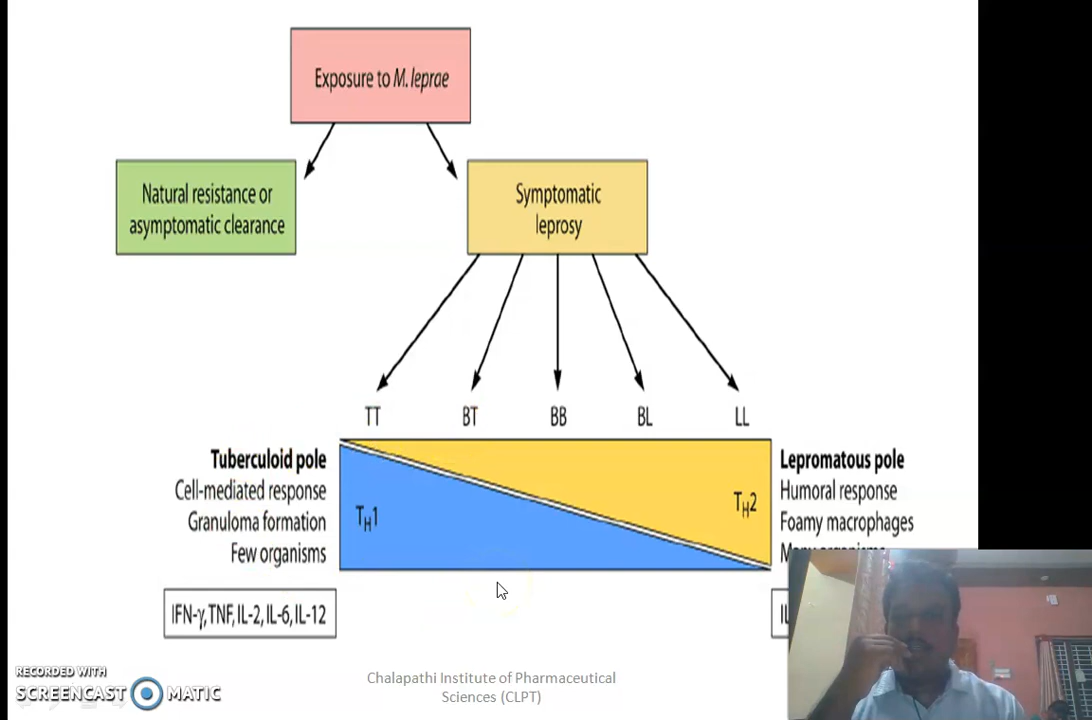 Exposure to M. leprae
Natural resistance or
asymptomatic clearance
Symptomatic
leprosy
TT
BT
BB
BL
LL
Tuberculoid pole
Cell-mediated response
Granuloma formation
Few organisms
TH1
TH2
Lepromatous pole
Humoral response
Foamy macrophages
IFN-γ, TNF, IL-2, IL-6, IL-12
RECORDED WITH
SCREENCAST MATIC
Chalapathi Institute of Pharmaceutical
Sciences (CLPT)